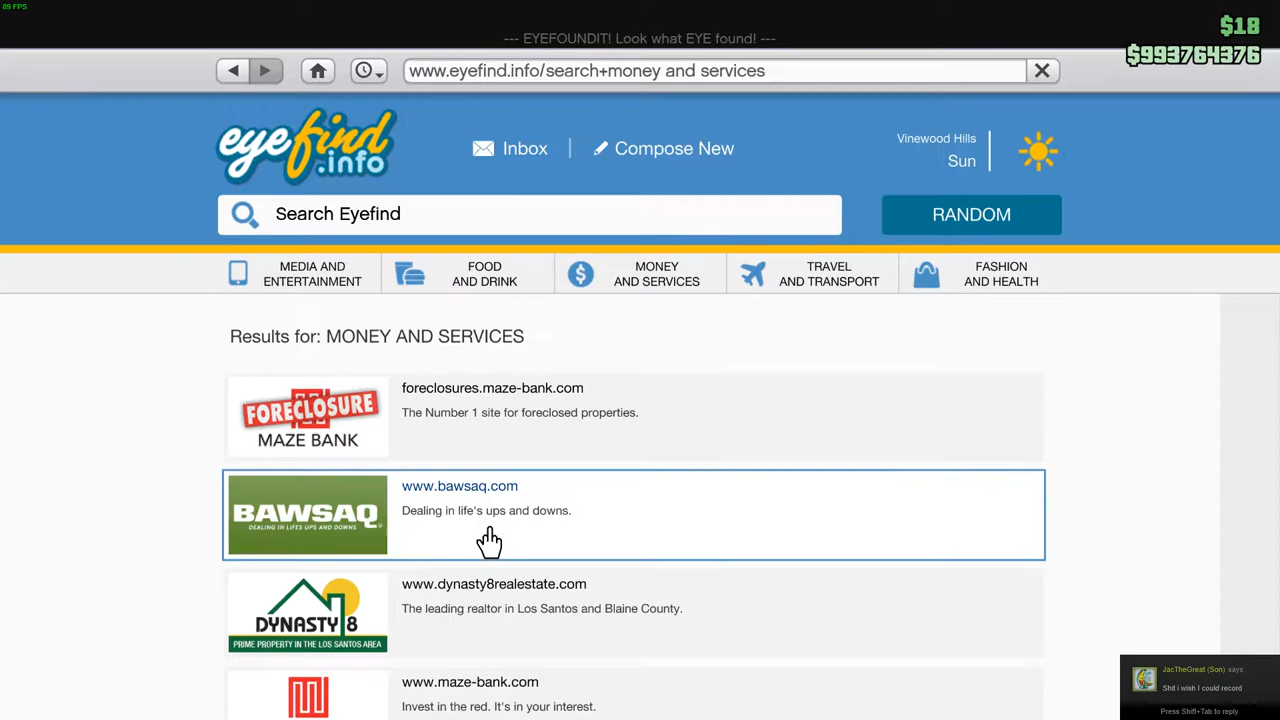 89 FPS
--- EYEFOUNDIT! Look what EYE found! ---
$18
$993764376
www.eyefind.info/search+money and services
eyefind
.info
Inbox
Compose New
Vinewood Hills
Sun
Search Eyefind
RANDOM
MEDIA AND
ENTERTAINMENT
FOOD
AND DRINK
MONEY
AND SERVICES
TRAVEL
AND TRANSPORT
FASHION
AND HEALTH
Results for: MONEY AND SERVICES
FORECLOSURE
MAZE BANK
foreclosures.maze-bank.com
The Number 1 site for foreclosed properties.
BAWSAQ
DEALING IN LIFE'S UPS AND DOWNS
www.bawsaq.com
Dealing in life's ups and downs.
DYNASTY 8
PRIME PROPERTY IN THE LOS SANTOS AREA
www.dynasty8realestate.com
The leading realtor in Los Santos and Blaine County.
www.maze-bank.com
Invest in the red. It's in your interest.
JacTheGreat (Son) says:
Shit i wish I could record
Press Shift+Tab to reply